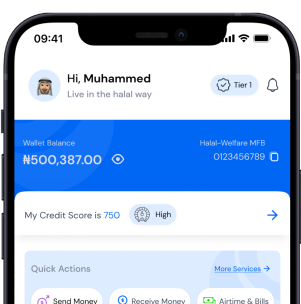 09:41
Hi, Muhammed
Live in the halal way
Tier 1
Wallet Balance
Halal-Welfare MFB
₦500,387.00
0123456789
My Credit Score is 750
High
Quick Actions
More Services
Send Money
Receive Money
Airtime & Bills